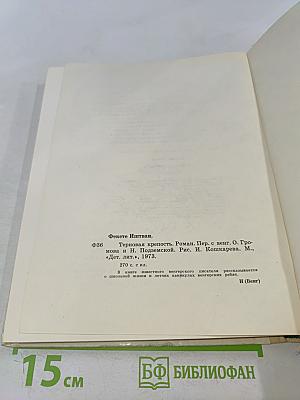 Фекете Иштван.
Ф36 Терновая крепость. Роман. Пер. с венг. О. Гро-
мова и Н. Подземской. Рис. И. Кошкарева. М.,
«Дет. лит.», 1973.
270 с. с ил.
В книге известного венгерского писателя рассказывается
о школьной жизни и летних каникулах венгерских ребят.
И (Венг)
15 см
БФ БИБЛИОФАН